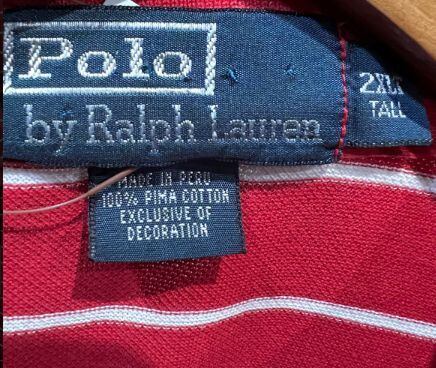 Polo
by Ralph Lauren
2XLT
TALL
MADE IN PERU
100% PIMA COTTON
EXCLUSIVE OF
DECORATION